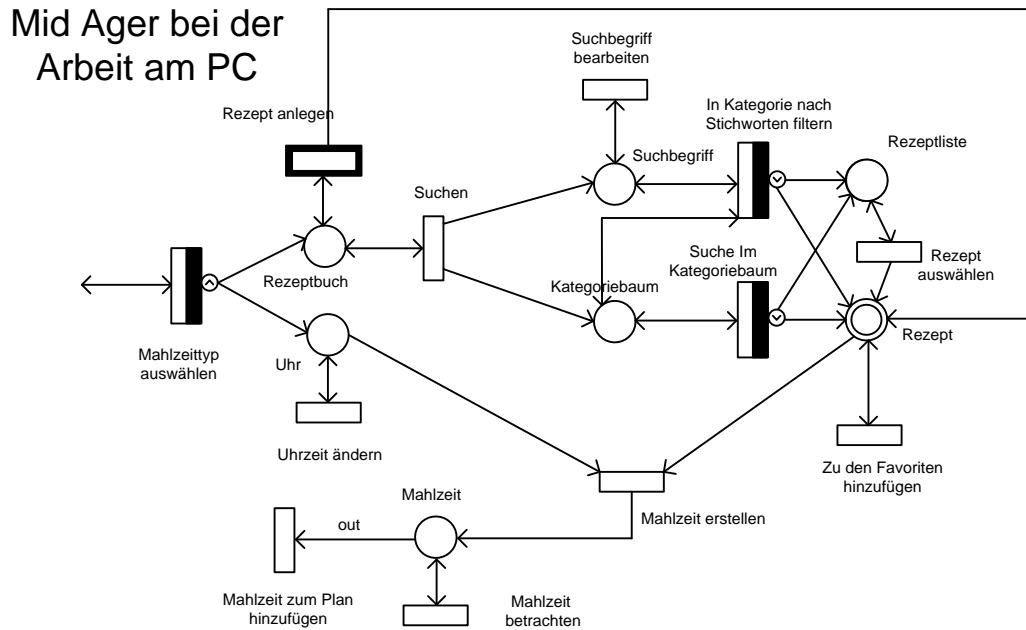 Mid Ager bei der
Arbeit am PC
Suchbegriff
bearbeiten
Rezept anlegen
In Kategorie nach
Stichworten filtern
Rezeptliste
Suchbegriff
Suchen
Rezeptbuch
Suche Im
Kategoriebaum
Rezept
auswählen
Kategoriebaum
Mahlzeittyp
auswählen
Uhr
Rezept
Uhrzeit ändern
Zu den Favoriten
hinzufügen
Mahlzeit
out
Mahlzeit erstellen
Mahlzeit zum Plan
hinzufügen
Mahlzeit
betrachten